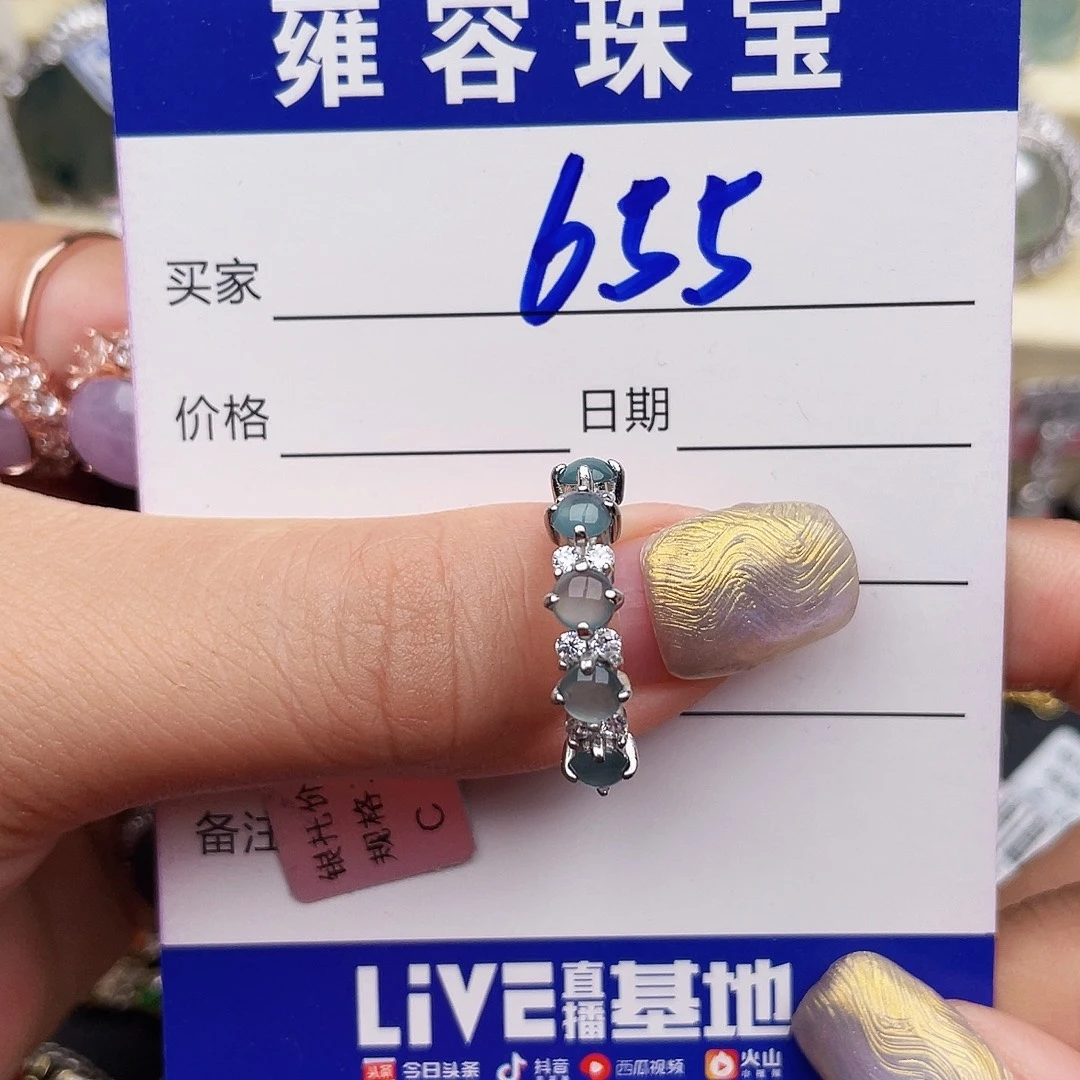 雍容珠宝
655
买家
价格 日期
备注
银托价
规格:
C
LiVE直播基地
头条 今日头条 抖音 西瓜视频 火山